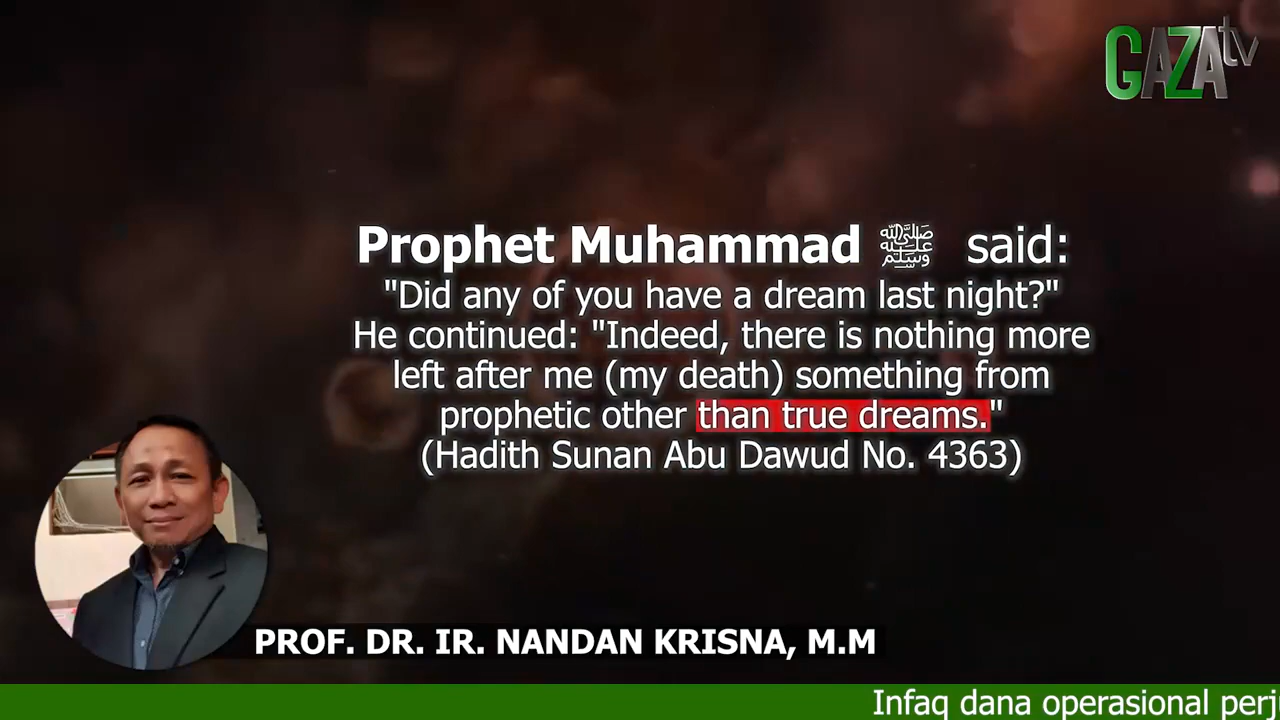 GAZA tv
Prophet Muhammad ﷺ said:
"Did any of you have a dream last night?"
He continued: "Indeed, there is nothing more
left after me (my death) something from
prophetic other than true dreams."
(Hadith Sunan Abu Dawud No. 4363)
PROF. DR. IR. NANDAN KRISNA, M.M
Infaq dana operasional perj